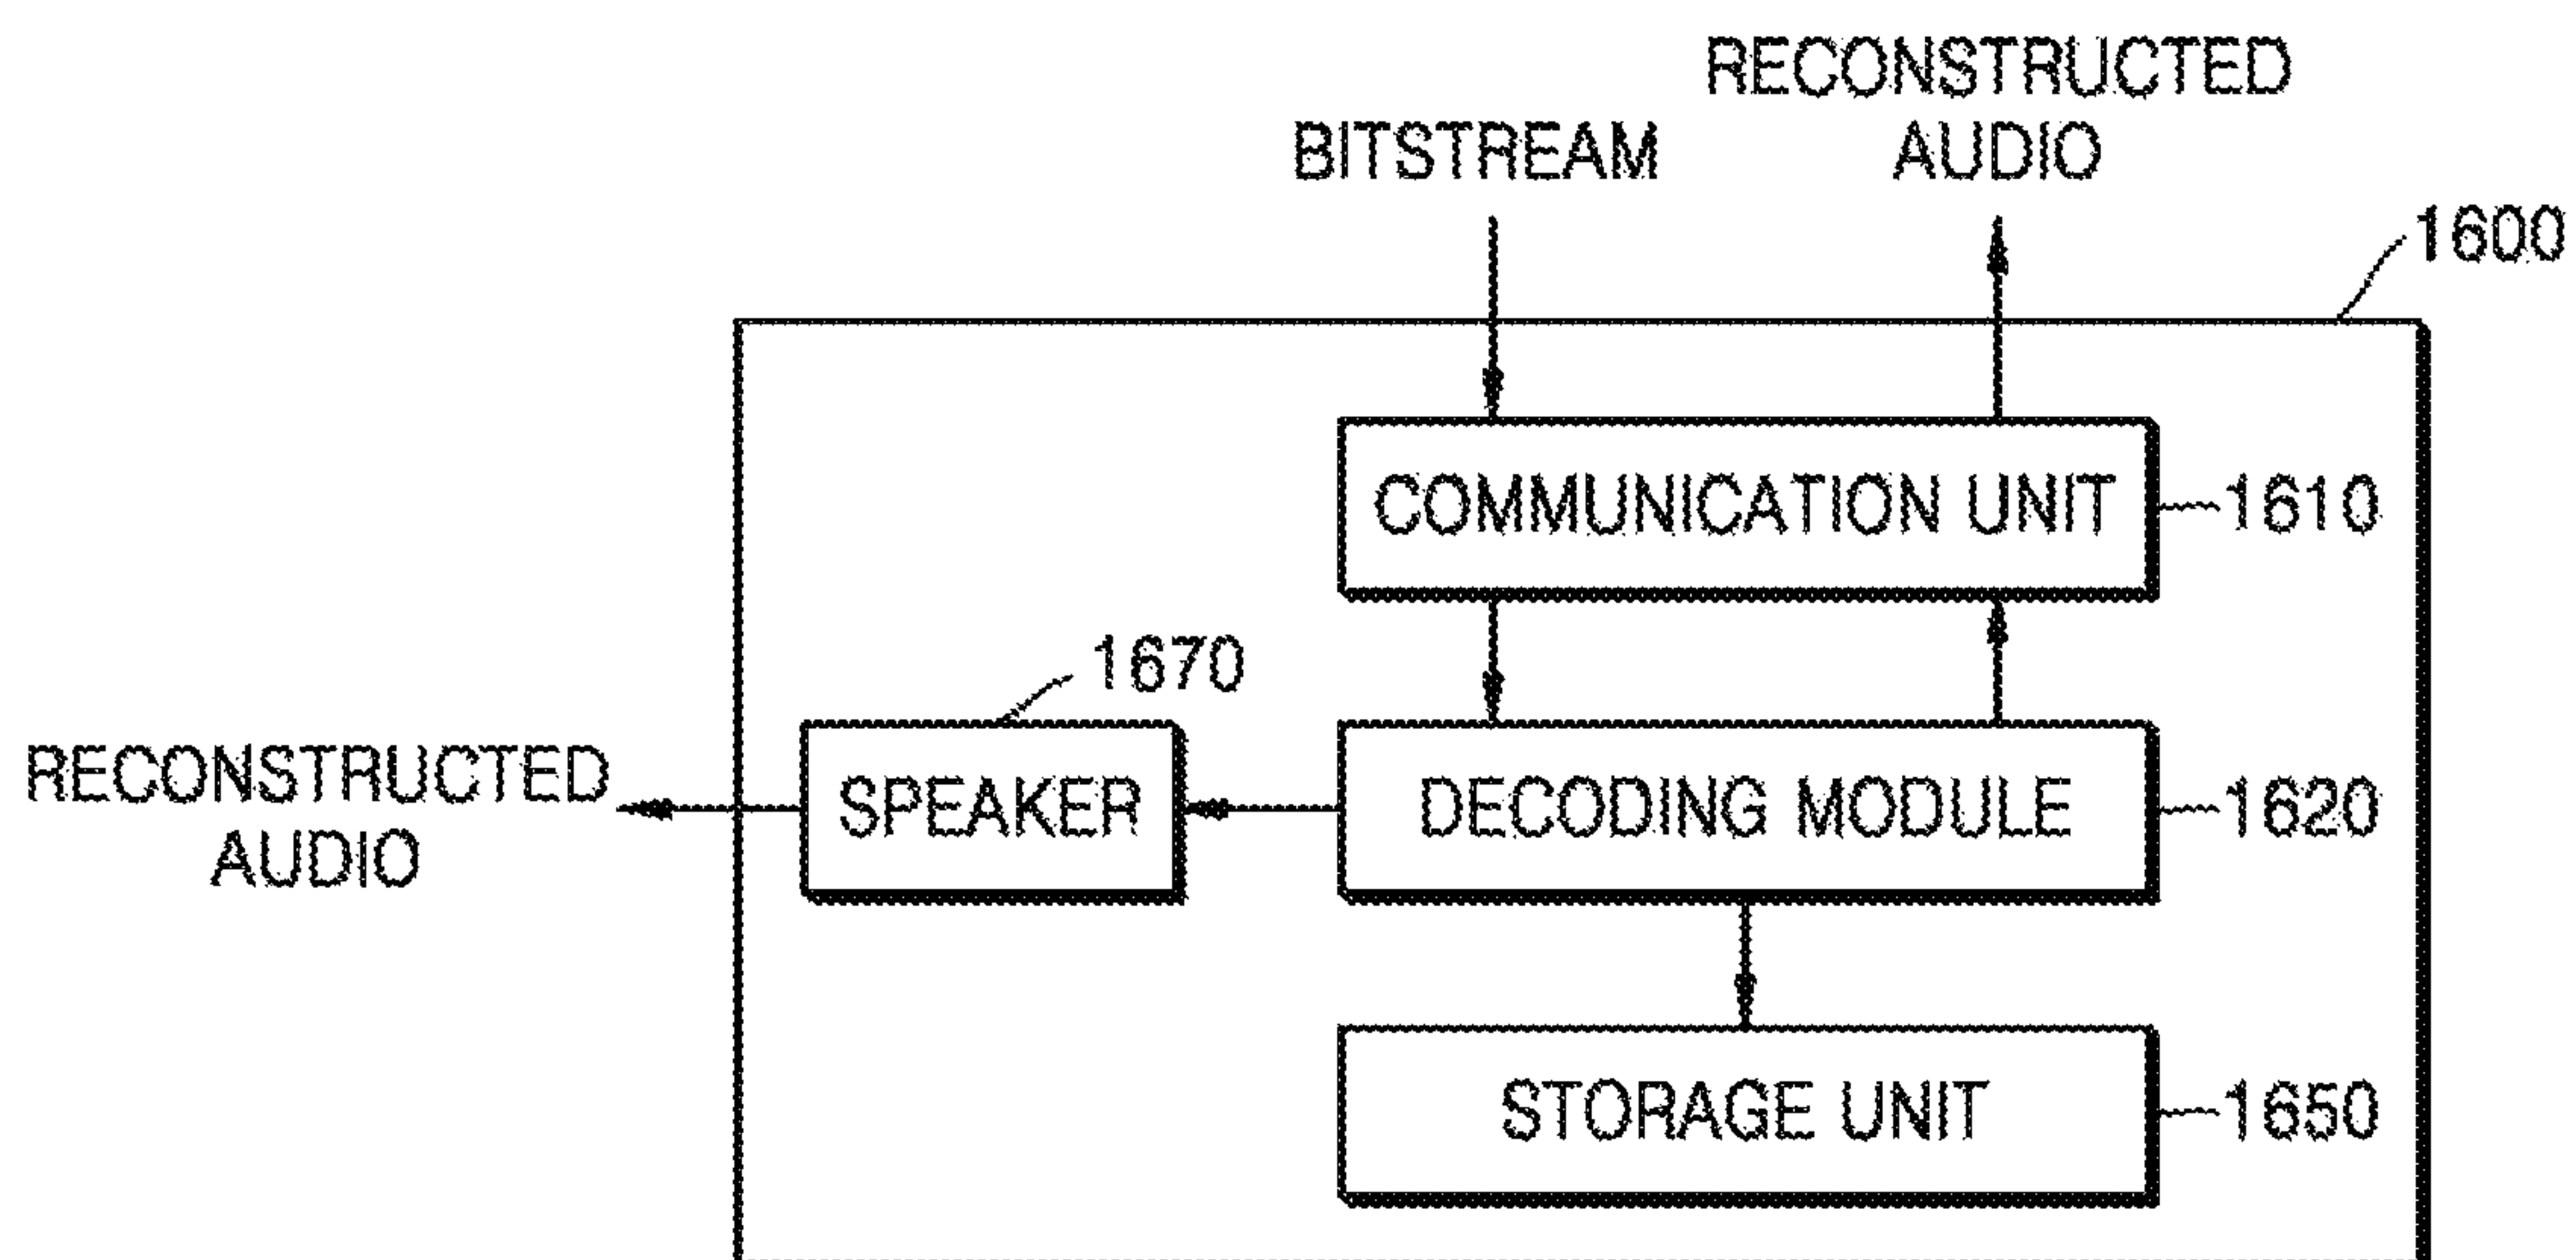 RECONSTRUCTED
AUDIO
BITSTREAM
1600
COMMUNICATION UNIT
1610
1670
RECONSTRUCTED
AUDIO
SPEAKER
DECODING MODULE
1620
STORAGE UNIT
1650